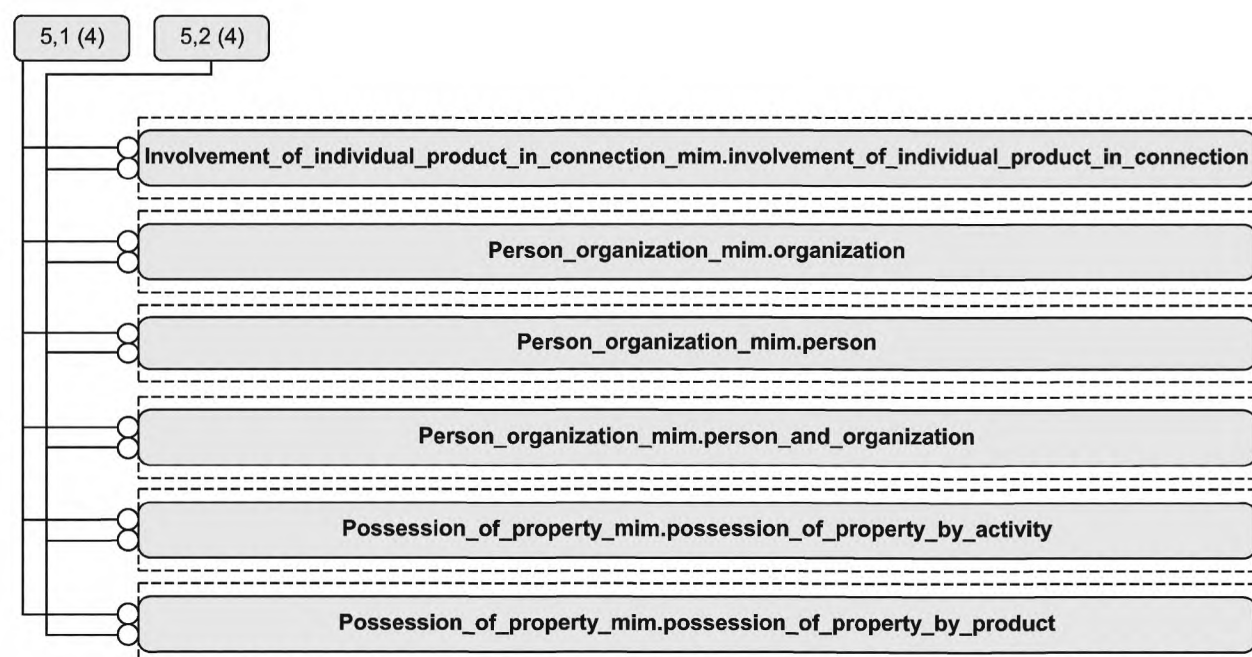 5,1 (4)
5,2 (4)
Involvement_of_individual_product_in_connection_mim.involvement_of_individual_product_in_connection
Person_organization_mim.organization
Person_organization_mim.person
Person_organization_mim.person_and_organization
Possession_of_property_mim.possession_of_property_by_activity
Possession_of_property_mim.possession_of_property_by_product